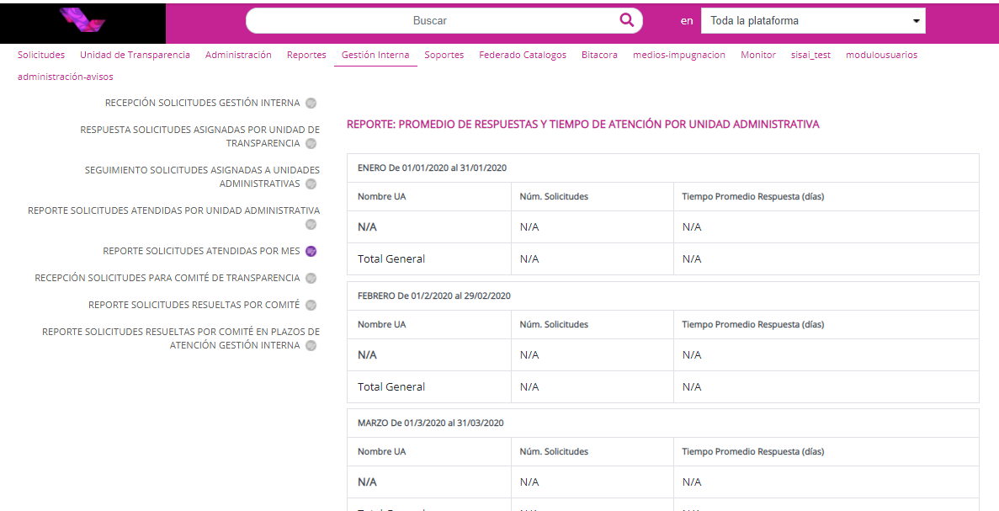 Buscar
en
Toda la plataforma
Solicitudes Unidad de Transparencia Administración Reportes Gestión Interna Soportes Federado Catalogos Bitacora medios-impugnacion Monitor sisai_test modulousuarios
administración-avisos
RECEPCIÓN SOLICITUDES GESTIÓN INTERNA
RESPUESTA SOLICITUDES ASIGNADAS POR UNIDAD DE
TRANSPARENCIA
SEGUIMIENTO SOLICITUDES ASIGNADAS A UNIDADES
ADMINISTRATIVAS
REPORTE SOLICITUDES ATENDIDAS POR UNIDAD ADMINISTRATIVA
REPORTE SOLICITUDES ATENDIDAS POR MES
RECEPCIÓN SOLICITUDES PARA COMITÉ DE TRANSPARENCIA
REPORTE SOLICITUDES RESUELTAS POR COMITÉ
REPORTE SOLICITUDES RESUELTAS POR COMITÉ EN PLAZOS DE
ATENCIÓN GESTIÓN INTERNA
REPORTE: PROMEDIO DE RESPUESTAS Y TIEMPO DE ATENCIÓN POR UNIDAD ADMINISTRATIVA
ENERO De 01/01/2020 al 31/01/2020
Nombre UA Núm. Solicitudes Tiempo Promedio Respuesta (días)
N/A N/A N/A
Total General N/A N/A
FEBRERO De 01/2/2020 al 29/02/2020
Nombre UA Núm. Solicitudes Tiempo Promedio Respuesta (días)
N/A N/A N/A
Total General N/A N/A
MARZO De 01/3/2020 al 31/03/2020
Nombre UA Núm. Solicitudes Tiempo Promedio Respuesta (días)
N/A N/A N/A